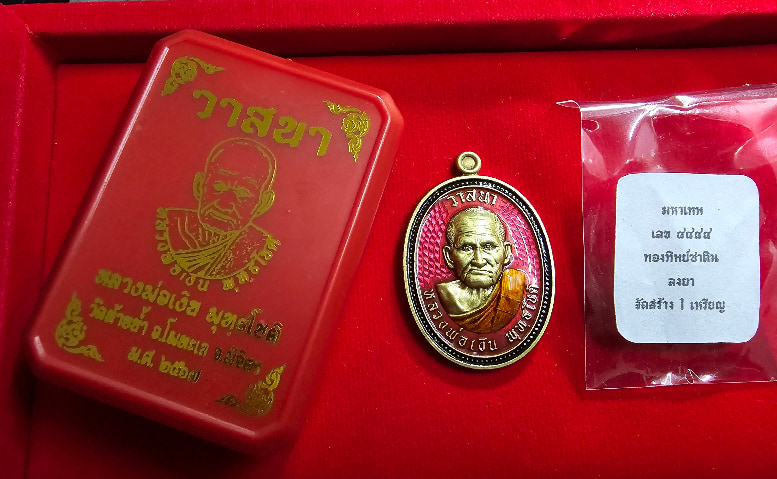 วาสนา
หลวงพ่อเงิน พุทฺธโชติ
หลวงพ่อเงิน พุทฺธโชติ
วัดท้ายน้ำ อ.โพทะเล จ.พิจิตร
พ.ศ. ๒๕๖๗
วาสนา
หลวงพ่อเงิน พุทฺธโชติ
มหาเทพ
เลข ๔๔๔๔
ทองทิพย์ซาติน
ลงยา
จัดสร้าง 1 เหรียญ